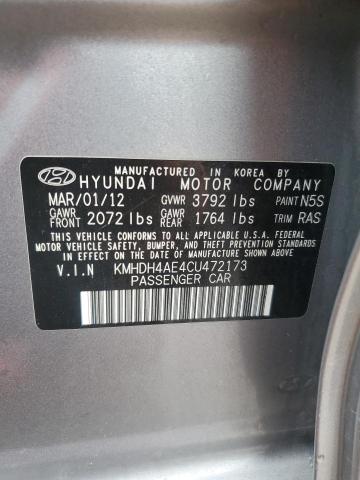 MANUFACTURED IN KOREA BY
HYUNDAI MOTOR COMPANY
MAR/01/12 GVWR 3792 lbs PAINT N5S
GAWR FRONT 2072 lbs GAWR REAR 1764 lbs TRIM RAS
THIS VEHICLE CONFORMS TO ALL APPLICABLE U.S.A. FEDERAL
MOTOR VEHICLE SAFETY, BUMPER, AND THEFT PREVENTION
STANDARDS IN EFFECT ON THE DATE OF MANUFACTURE SHOWN ABOVE.
V.I.N KMHDH4AE4CU472173
PASSENGER CAR